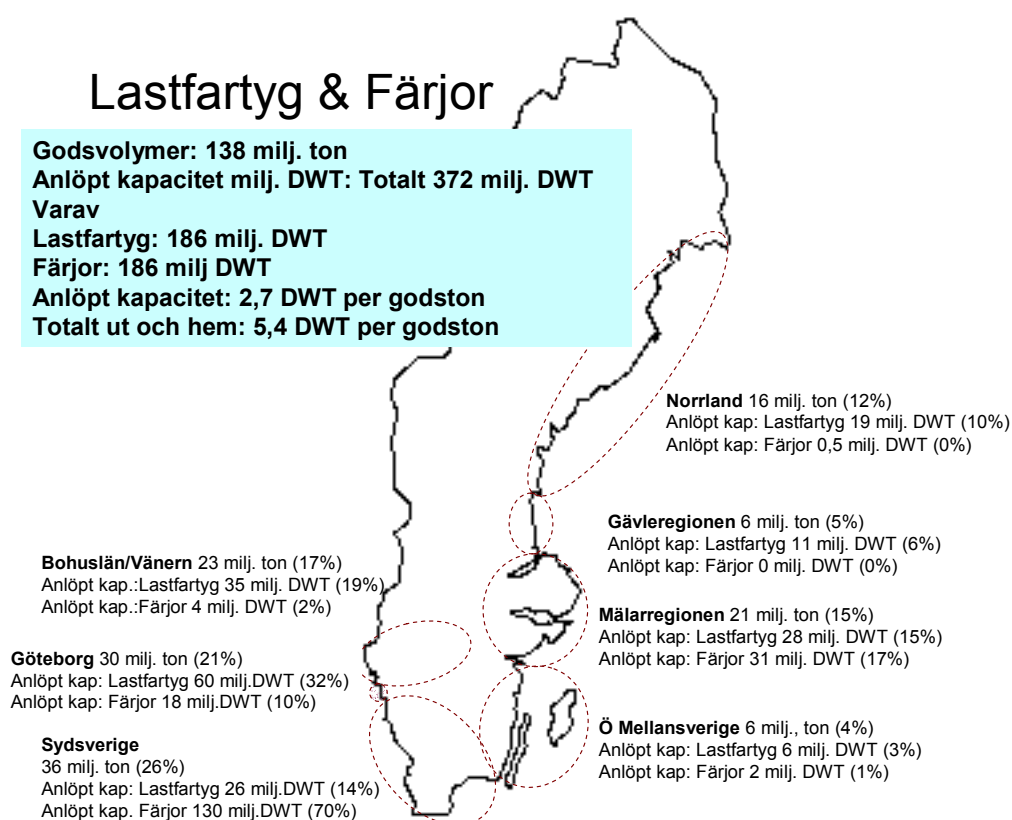 Lastfartyg & Färjor
Godsvolymer: 138 milj. ton
Anlöpt kapacitet milj. DWT: Totalt 372 milj. DWT
Varav
Lastfartyg: 186 milj. DWT
Färjor: 186 milj DWT
Anlöpt kapacitet: 2,7 DWT per godston
Totalt ut och hem: 5,4 DWT per godston
Norrland 16 milj. ton (12%)
Anlöpt kap: Lastfartyg 19 milj. DWT (10%)
Anlöpt kap: Färjor 0,5 milj. DWT (0%)
Gävleregionen 6 milj. ton (5%)
Anlöpt kap: Lastfartyg 11 milj. DWT (6%)
Anlöpt kap: Färjor 0 milj. DWT (0%)
Bohuslän/Vänern 23 milj. ton (17%)
Anlöpt kap.:Lastfartyg 35 milj. DWT (19%)
Anlöpt kap.:Färjor 4 milj. DWT (2%)
Mälarregionen 21 milj. ton (15%)
Anlöpt kap: Lastfartyg 28 milj. DWT (15%)
Anlöpt kap: Färjor 31 milj. DWT (17%)
Göteborg 30 milj. ton (21%)
Anlöpt kap: Lastfartyg 60 milj.DWT (32%)
Anlöpt kap: Färjor 18 milj.DWT (10%)
Ö Mellansverige 6 milj., ton (4%)
Anlöpt kap: Lastfartyg 6 milj. DWT (3%)
Anlöpt kap: Färjor 2 milj. DWT (1%)
Sydsverige
36 milj. ton (26%)
Anlöpt kap: Lastfartyg 26 milj.DWT (14%)
Anlöpt kap. Färjor 130 milj.DWT (70%)